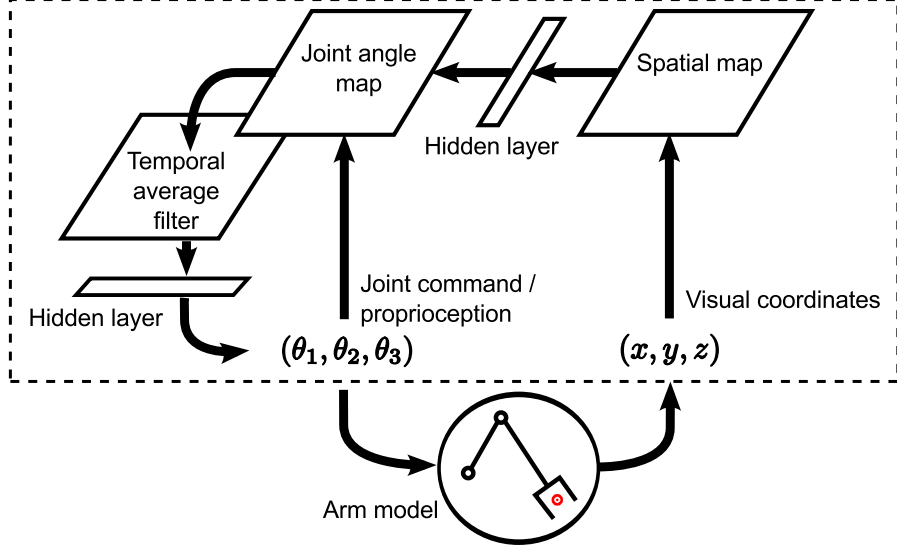 Joint angle
map
Spatial map
Hidden layer
Temporal
average
filter
Hidden layer
Joint command /
proprioception
Visual coordinates
(θ₁, θ₂, θ₃)
(x, y, z)
Arm model